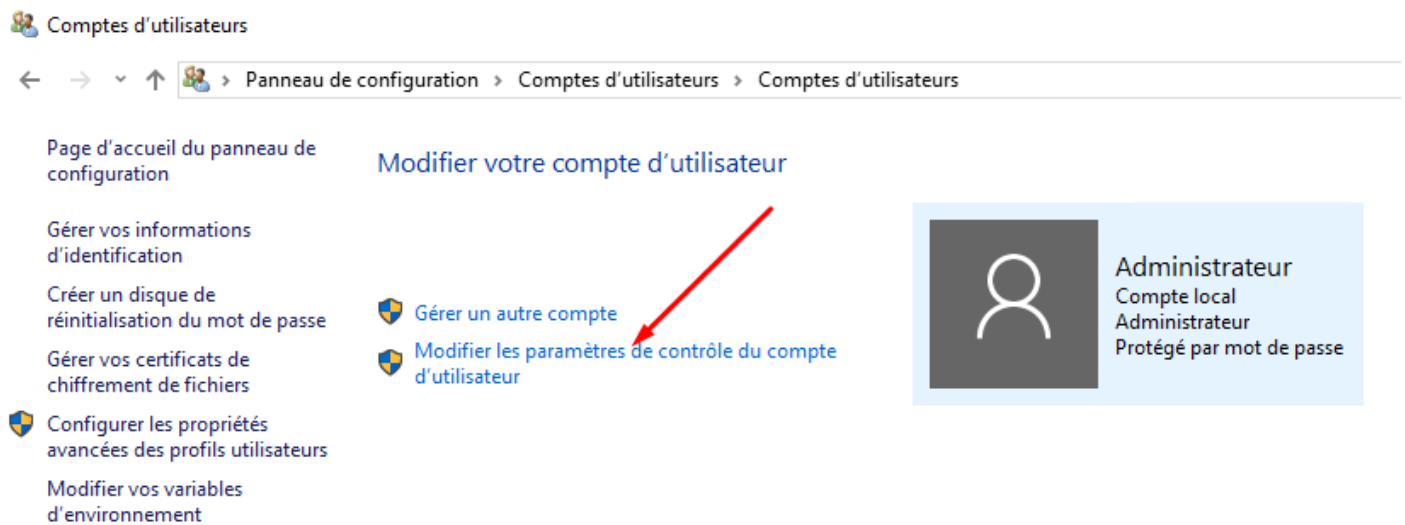 Comptes d’utilisateurs
Panneau de configuration > Comptes d’utilisateurs > Comptes d’utilisateurs
Page d’accueil du panneau de
configuration
Gérer vos informations
d’identification
Créer un disque de
réinitialisation du mot de passe
Gérer vos certificats de
chiffrement de fichiers
Configurer les propriétés
avancées des profils utilisateurs
Modifier vos variables
d’environnement
Modifier votre compte d’utilisateur
Gérer un autre compte
Modifier les paramètres de contrôle du compte
d’utilisateur
Administrateur
Compte local
Administrateur
Protégé par mot de passe